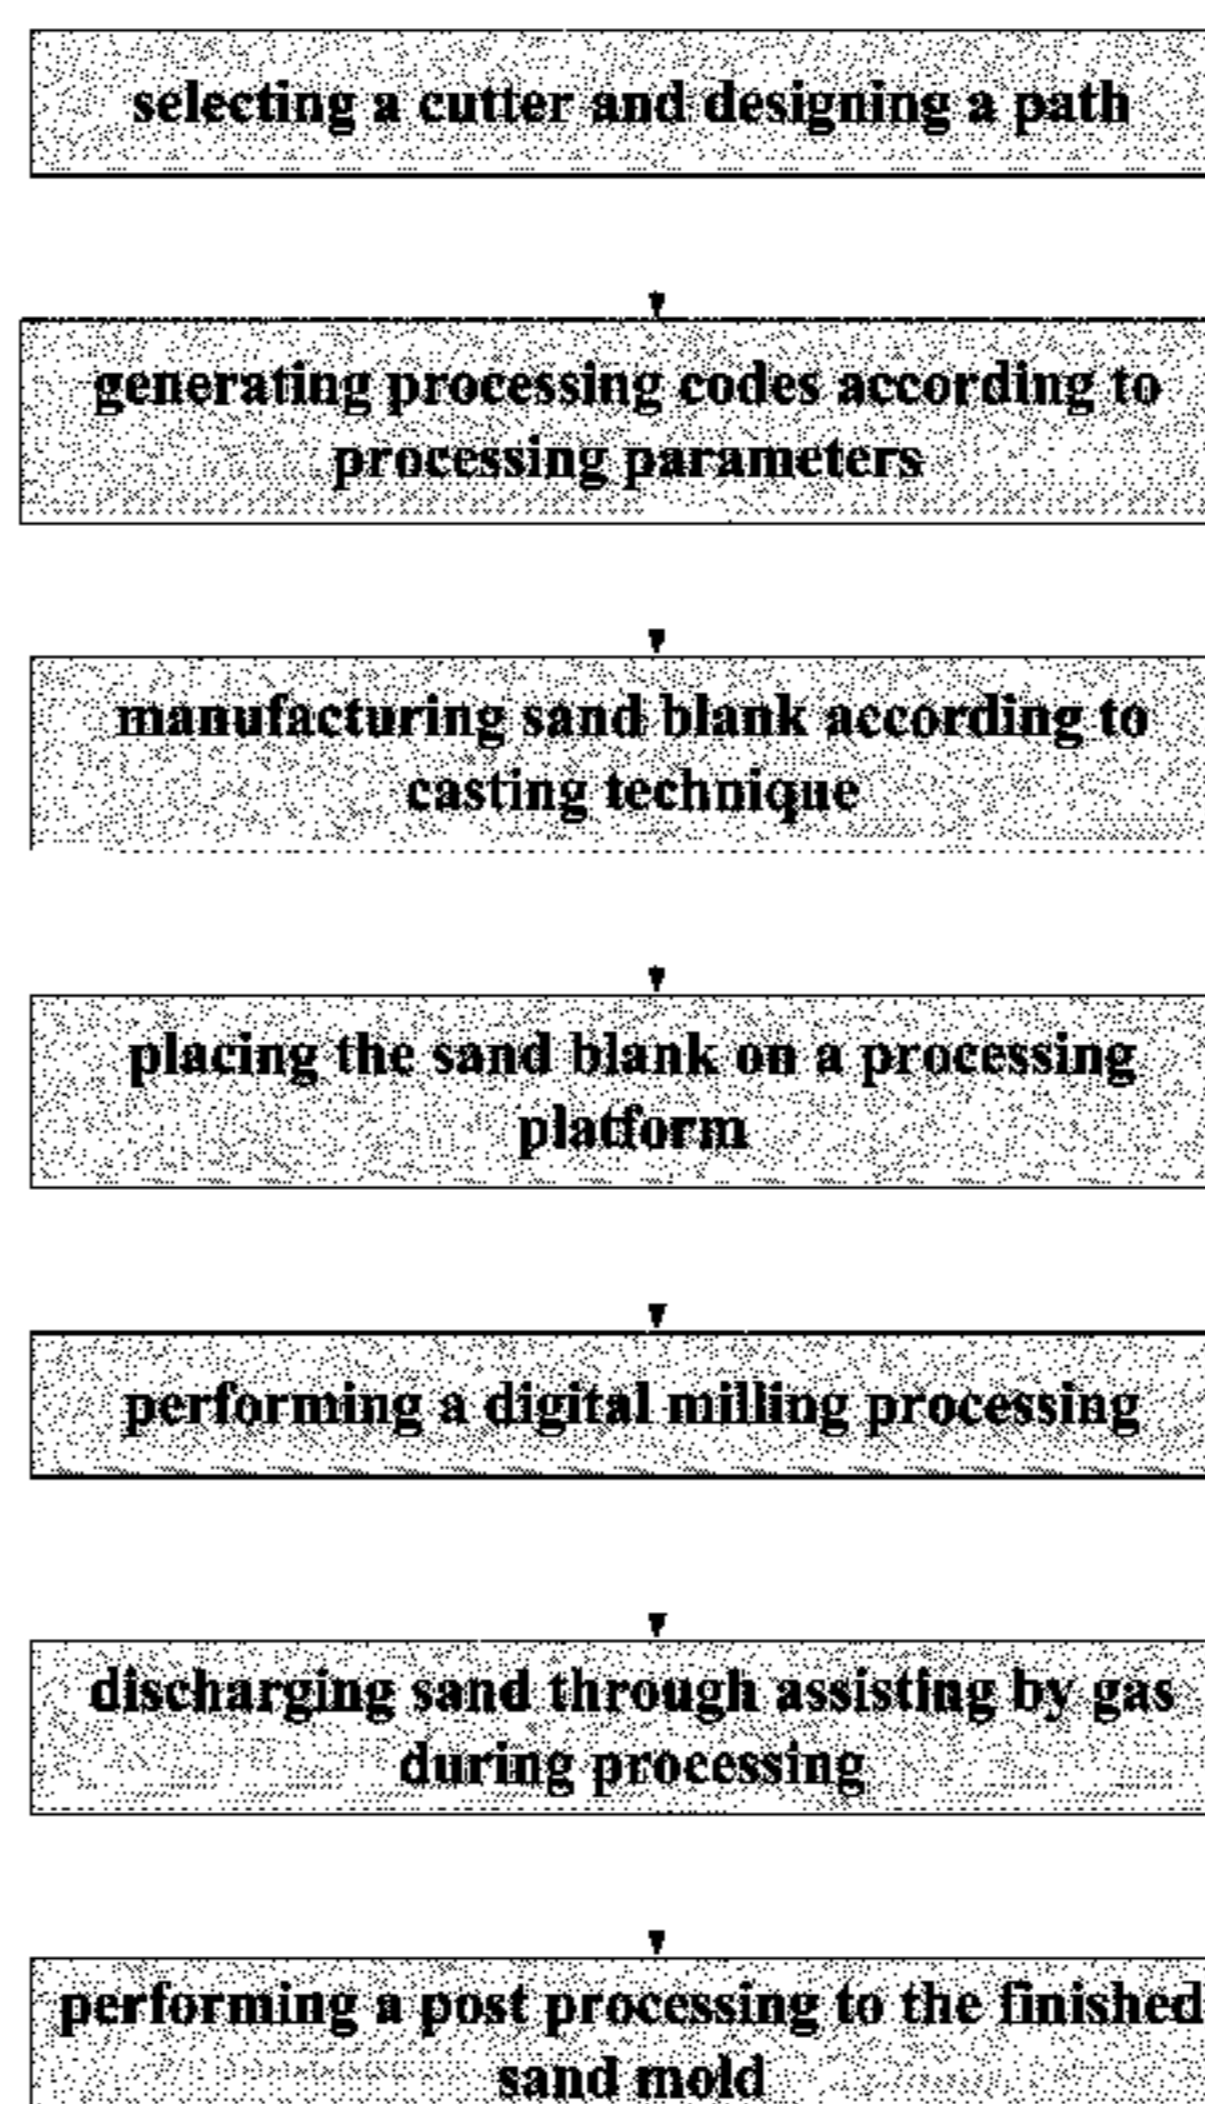 selecting a cutter and designing a path
generating processing codes according to
processing parameters
manufacturing sand blank according to
casting technique
placing the sand blank on a processing
platform
performing a digital milling processing
discharging sand through assisting by gas
during processing
performing a post processing to the finished
sand mold